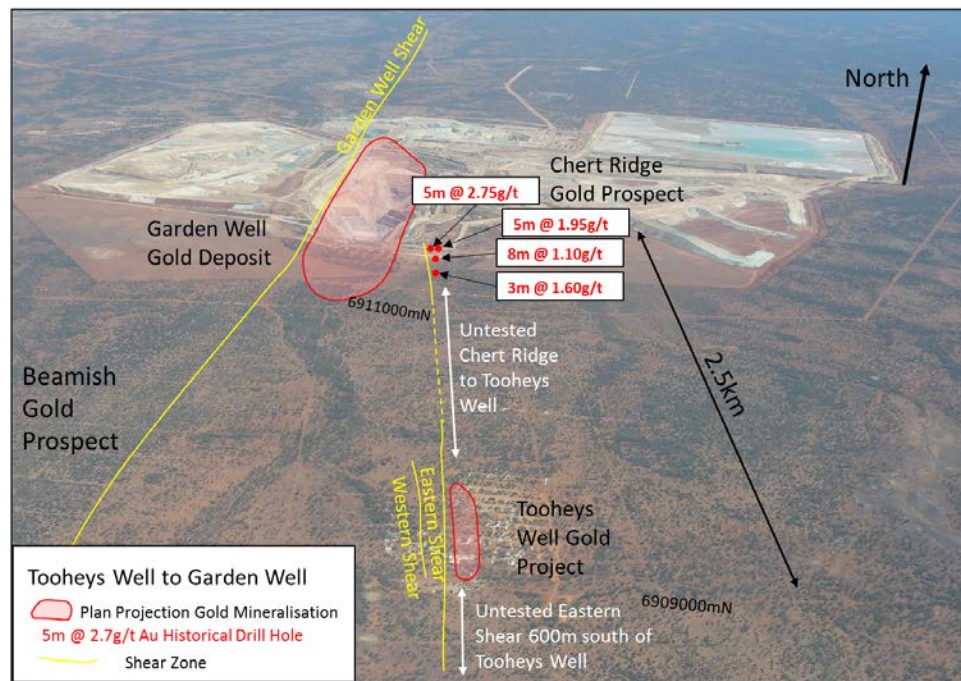 North
Garden Well Shear
Chert Ridge
Gold Prospect
5m @ 2.75g/t
5m @ 1.95g/t
8m @ 1.10g/t
3m @ 1.60g/t
Garden Well
Gold Deposit
6911000mN
Untested
Chert Ridge
to Tooheys
Well
2.5km
Beamish
Gold
Prospect
Eastern Shear
Western Shear
Tooheys
Well Gold
Project
6909000mN
Untested Eastern
Shear 600m south of
Tooheys Well
Tooheys Well to Garden Well
Plan Projection Gold Mineralisation
5m @ 2.7g/t Au Historical Drill Hole
Shear Zone